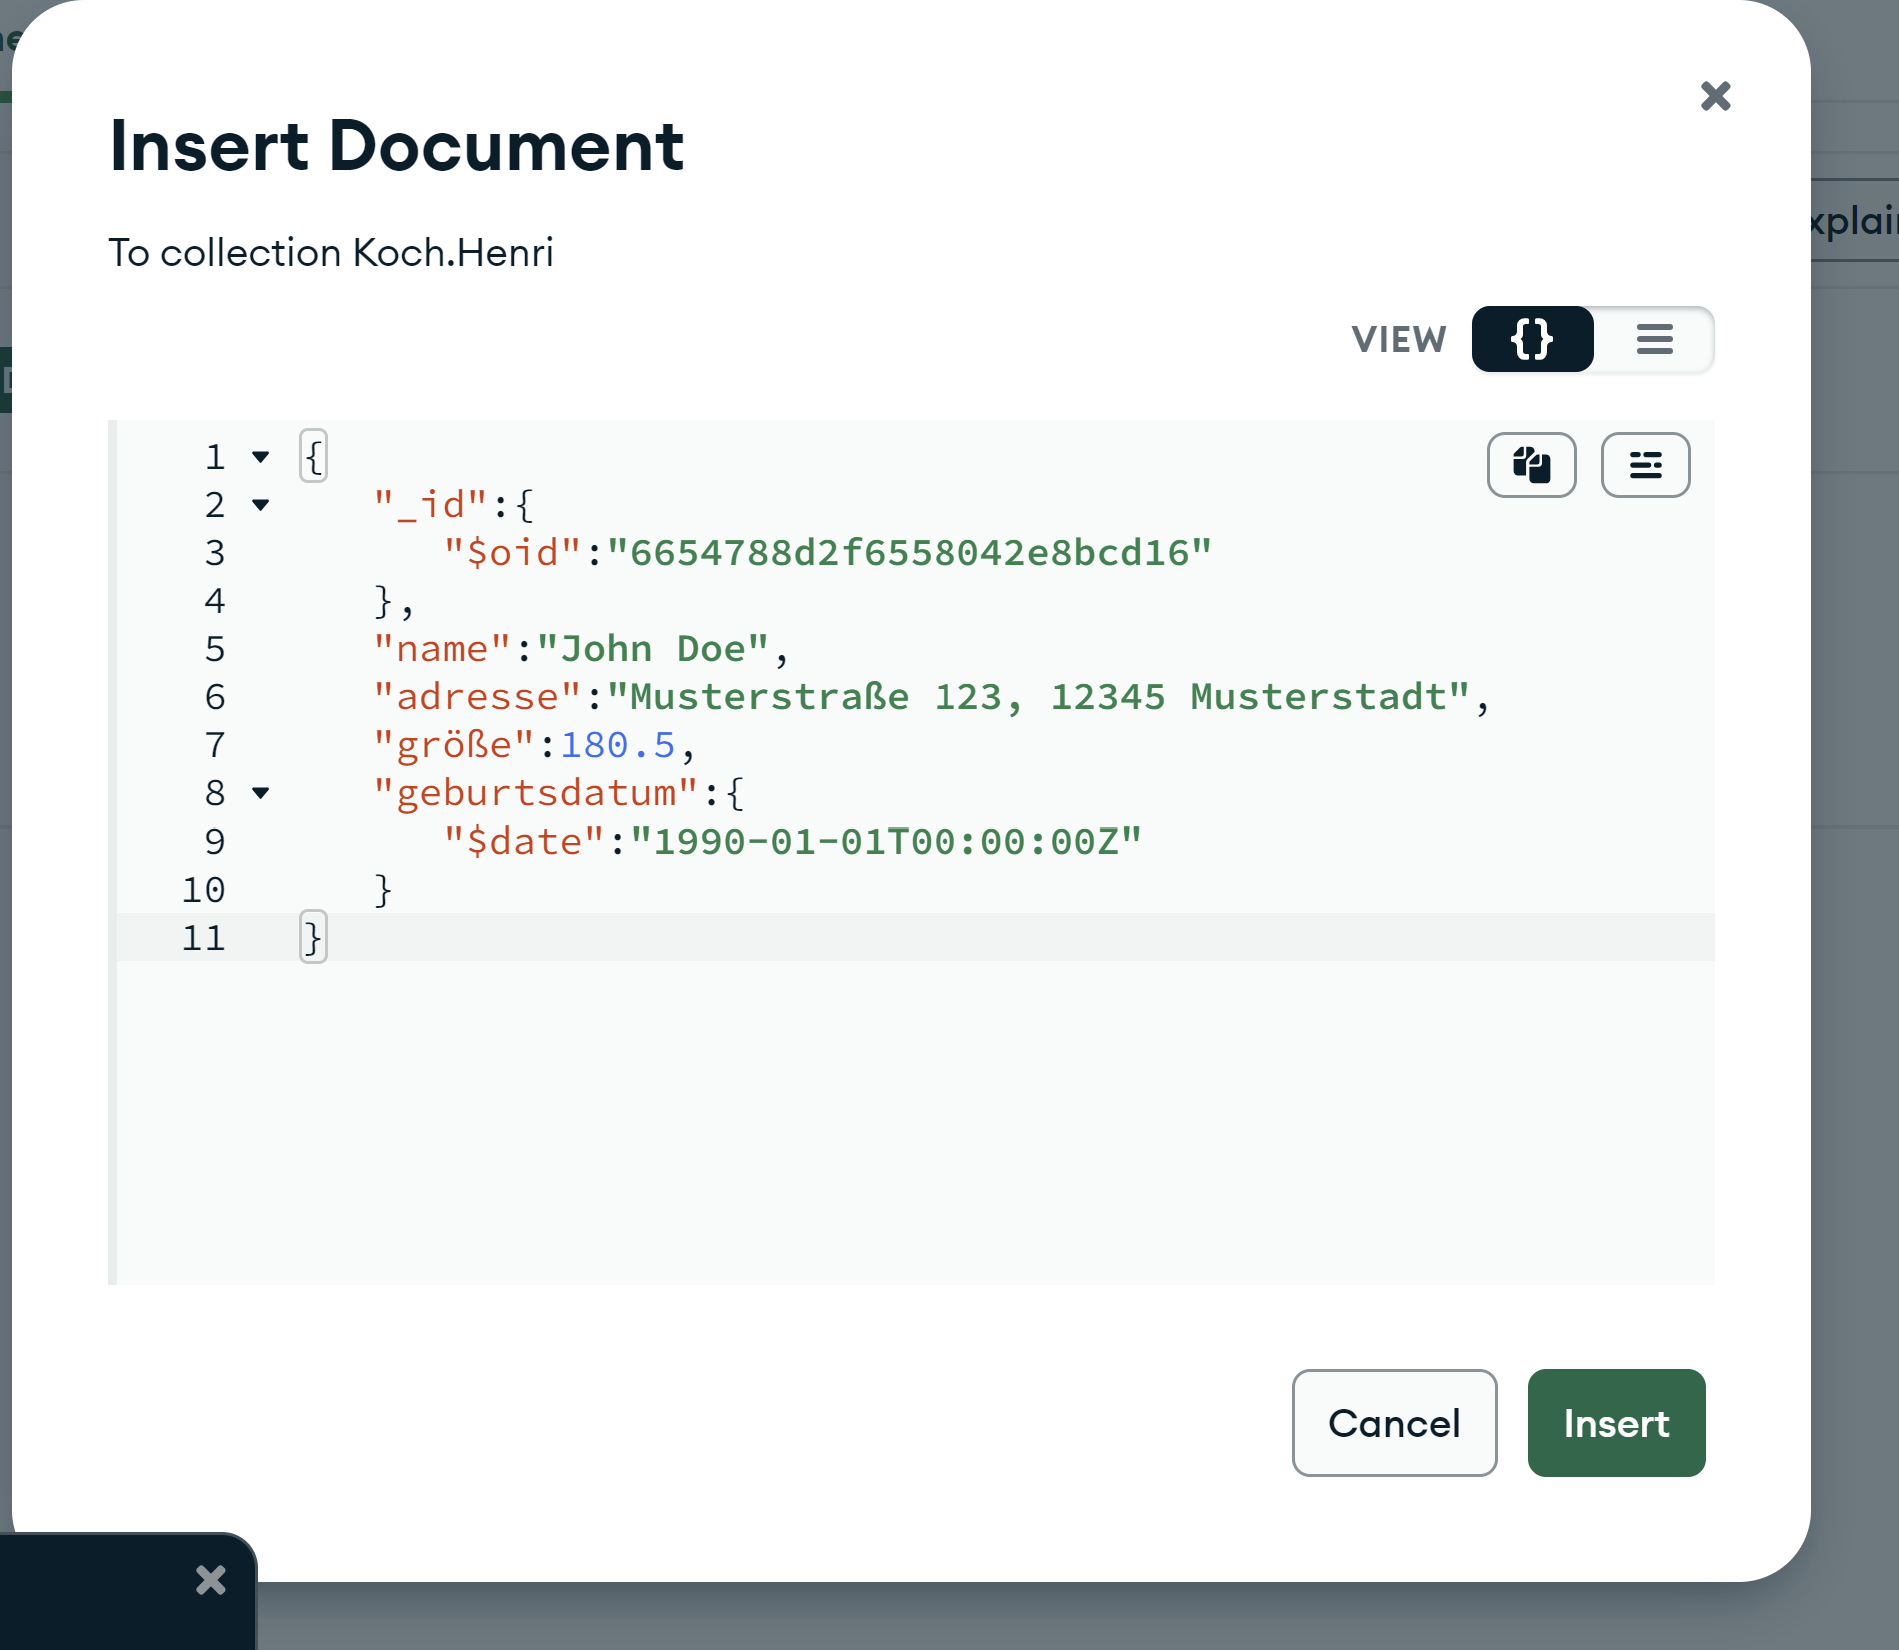 Insert Document
To collection Koch.Henri
xplai
VIEW {}
1 {
2 "_id":{
3 "$oid":"6654788d2f6558042e8bcd16"
4 },
5 "name":"John Doe",
6 "adresse":"Musterstraße 123, 12345 Musterstadt",
7 "größe":180.5,
8 "geburtsdatum":{
9 "$date":"1990-01-01T00:00:00Z"
10 }
11 }
Cancel Insert